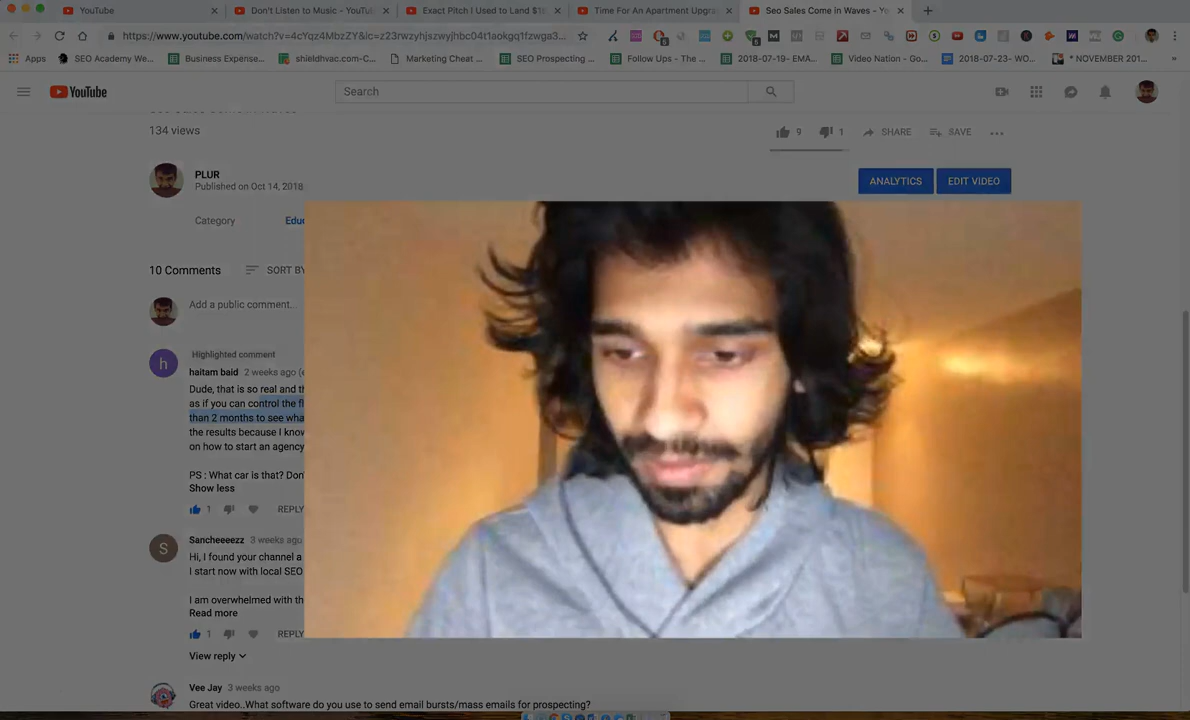 YouTube
Don't Listen to Music - YouTu
Exact Pitch I Used to Land $1
Time For An Apartment Upgra
Seo Sales Come in Waves - Yo
https://www.youtube.com/watch?v=4cYqz4MbzZY&lc=z23rwzyhjszwyjhbc04t1aokgq1fzwga3...
Apps
SEO Academy We...
Business Expense...
shieldhvac.com-C...
Marketing Cheat ...
SEO Prospecting ...
Follow Ups - The ...
2018-07-19- EMA...
Video Nation - Go...
2018-07-23- WO...
* NOVEMBER 201...
YouTube
Search
134 views
9
1
SHARE
SAVE
PLUR
Published on Oct 14, 2018
ANALYTICS
EDIT VIDEO
Category
Educ
10 Comments
SORT BY
Add a public comment...
Highlighted comment
haitam baid 2 weeks ago (e
Dude, that is so real and th
as if you can control the fl
than 2 months to see wha
the results because I know
on how to start an agency
PS : What car is that? Don'
Show less
1
REPLY
Sancheeeezz 3 weeks ago
Hi, I found your channel a
I start now with local SEO
I am overwhelmed with th
Read more
1
REPLY
View reply
Vee Jay 3 weeks ago
Great video..What software do you use to send email bursts/mass emails for prospecting?